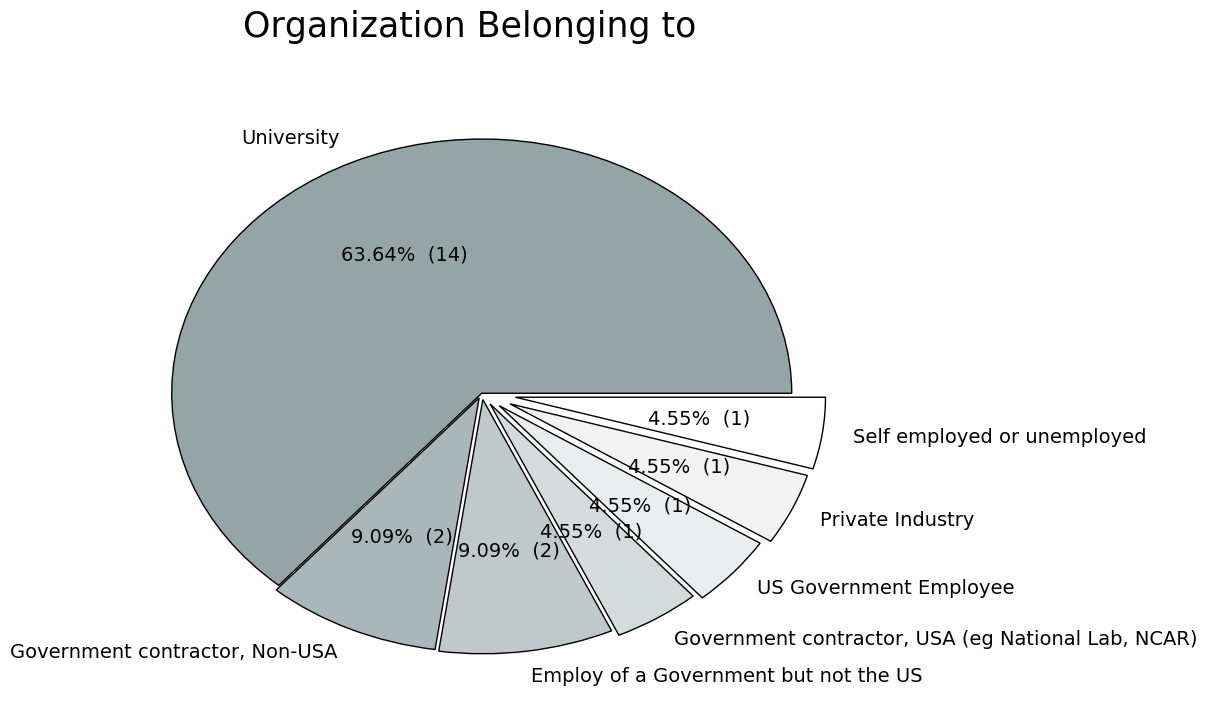 Organization Belonging to
University
63.64%  (14)
4.55%  (1)
Self employed or unemployed
4.55%  (1)
Private Industry
4.55%  (1)
4.55%  (1)
9.09%  (2)
9.09%  (2)
US Government Employee
Government contractor, USA (eg National Lab, NCAR)
Government contractor, Non-USA
Employ of a Government but not the US